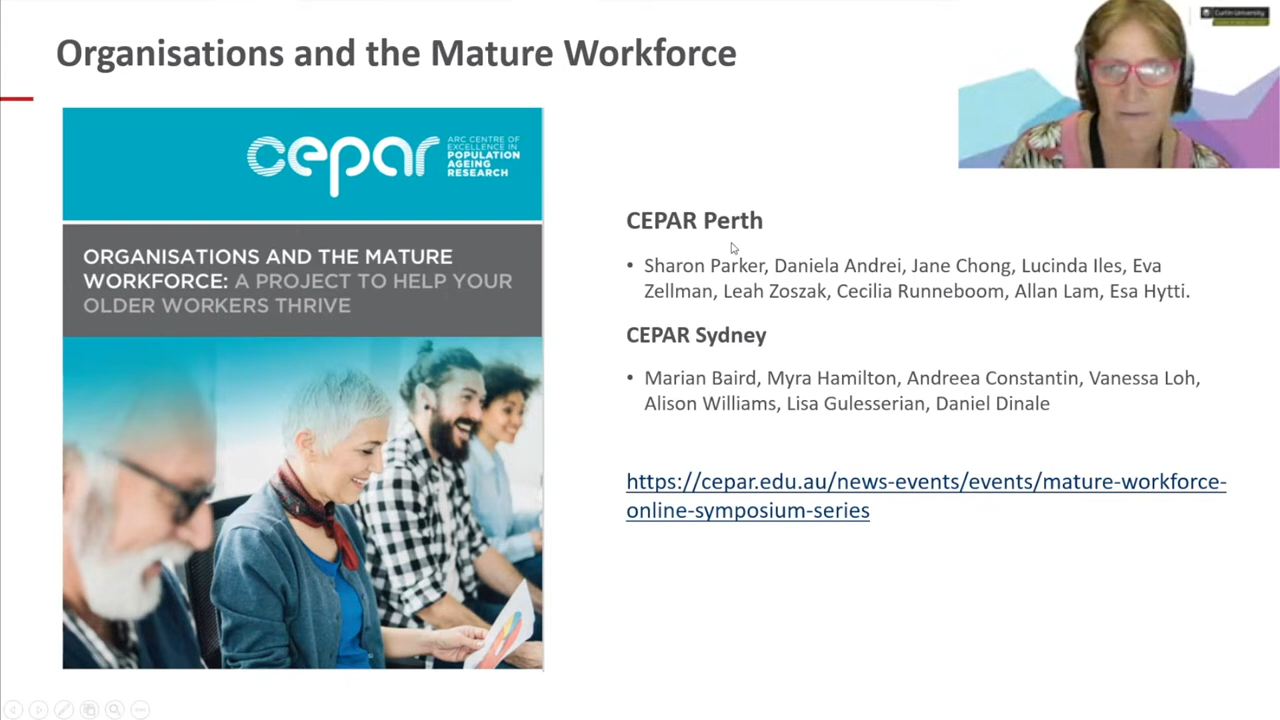 Organisations and the Mature Workforce
Curtin University
cepar
ARC CENTRE OF
EXCELLENCE IN
POPULATION
AGEING
RESEARCH
ORGANISATIONS AND THE MATURE
WORKFORCE: A PROJECT TO HELP YOUR
OLDER WORKERS THRIVE
CEPAR Perth
• Sharon Parker, Daniela Andrei, Jane Chong, Lucinda Iles, Eva
Zellman, Leah Zoszak, Cecilia Runneboom, Allan Lam, Esa Hytti.
CEPAR Sydney
• Marian Baird, Myra Hamilton, Andreea Constantin, Vanessa Loh,
Alison Williams, Lisa Gulesserian, Daniel Dinale
https://cepar.edu.au/news-events/events/mature-workforce-
online-symposium-series